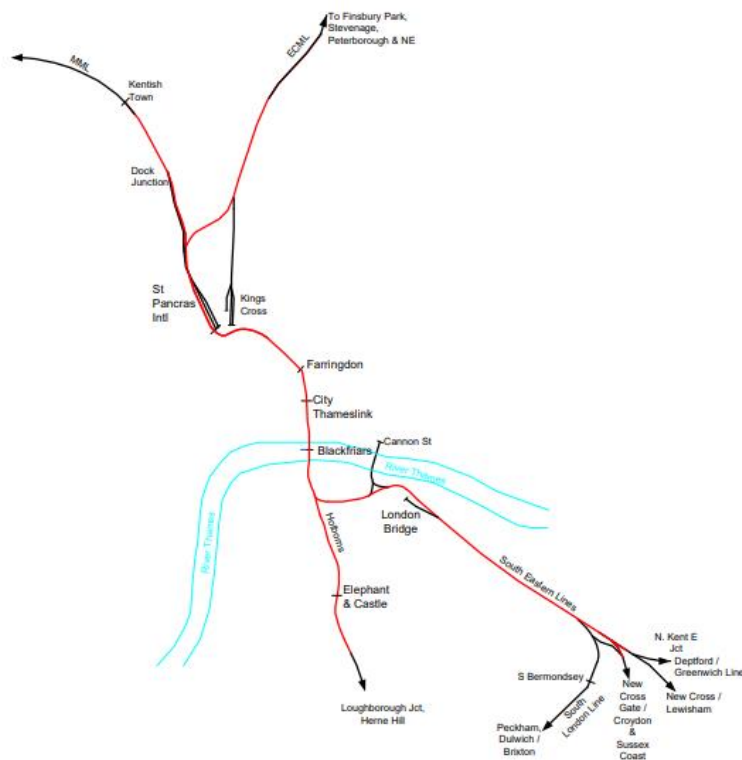 To Finsbury Park,
Stevenage,
Peterborough & NE
ECML
MML
Kentish
Town
Dock
Junction
St
Pancras
Intl
Kings
Cross
Farringdon
City
Thameslink
Blackfriars
Cannon St
River Thames
River Thames
London
Bridge
Holboms
South Eastern Lines
Elephant
& Castle
N. Kent E
Jct
Deptford /
Greenwich Line
S Bermondsey
South
London Line
New
Cross
Gate /
Croydon
&
Sussex
Coast
New Cross /
Lewisham
Loughborough Jct,
Herne Hill
Peckham,
Dulwich /
Brixton